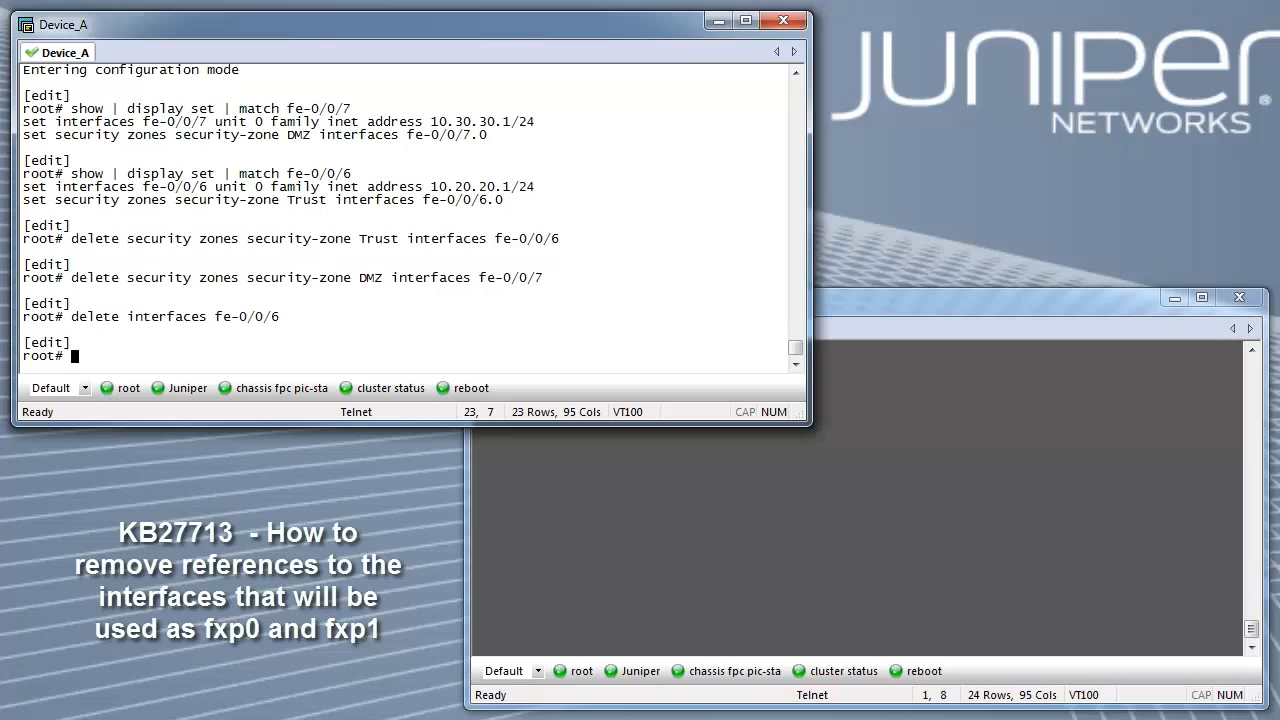 Device_A
Device_A
Entering configuration mode
[edit]
root# show | display set | match fe-0/0/7
set interfaces fe-0/0/7 unit 0 family inet address 10.30.30.1/24
set security zones security-zone DMZ interfaces fe-0/0/7.0
[edit]
root# show | display set | match fe-0/0/6
set interfaces fe-0/0/6 unit 0 family inet address 10.20.20.1/24
set security zones security-zone Trust interfaces fe-0/0/6.0
[edit]
root# delete security zones security-zone Trust interfaces fe-0/0/6
[edit]
root# delete security zones security-zone DMZ interfaces fe-0/0/7
[edit]
root# delete interfaces fe-0/0/6
[edit]
root#
Default root Juniper chassis fpc pic-sta cluster status reboot
Ready Telnet 23, 7 23 Rows, 95 Cols VT100 CAP NUM
JUNIPER®
NETWORKS
Default root Juniper chassis fpc pic-sta cluster status reboot
Ready Telnet 1, 8 24 Rows, 95 Cols VT100 CAP NUM
KB27713 - How to
remove references to the
interfaces that will be
used as fxp0 and fxp1